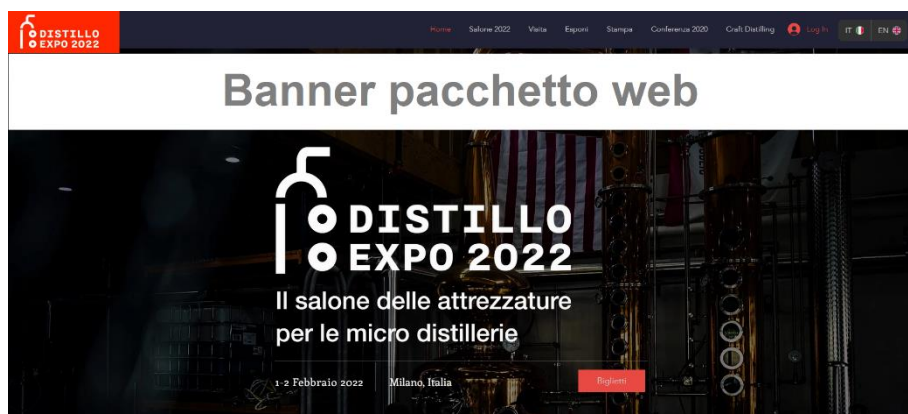 DISTILLO
EXPO 2022
Home Salone 2022 Visita Esponi Stampa Conferenza 2020 Craft Distilling Log In IT EN
Banner pacchetto web
DISTILLO
EXPO 2022
Il salone delle attrezzature
per le micro distillerie
1-2 Febbraio 2022 Milano, Italia Biglietti